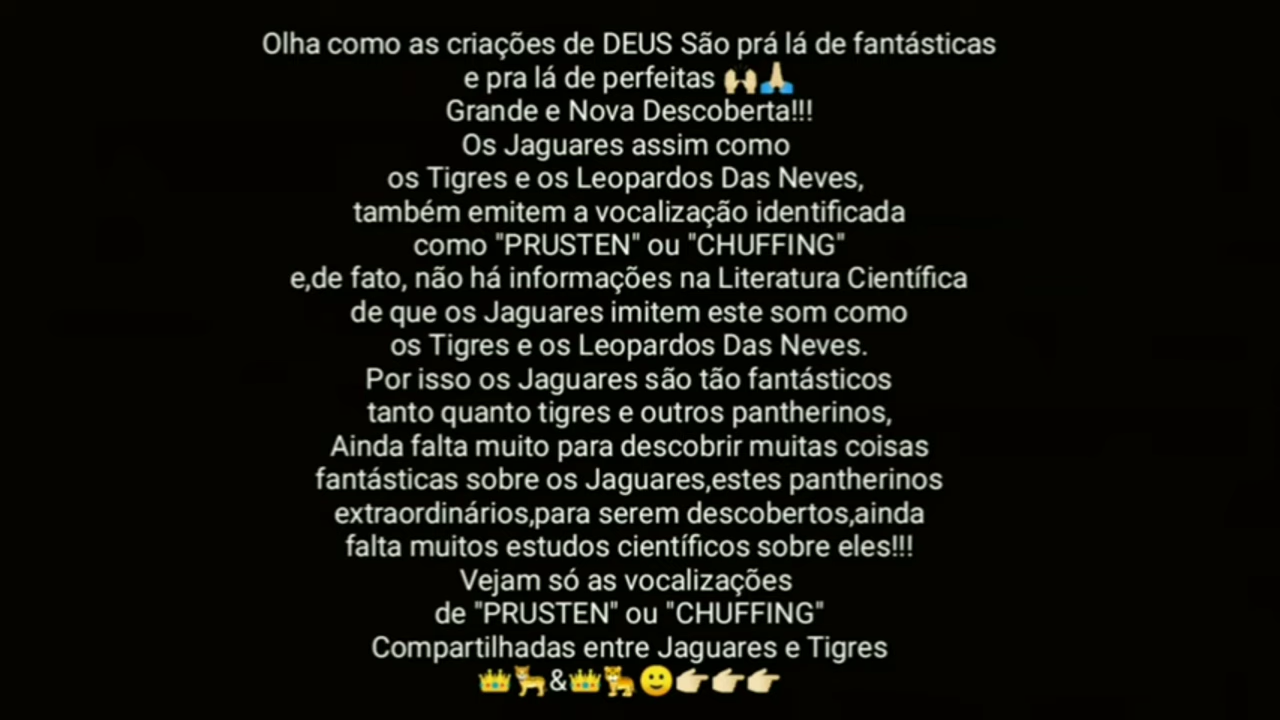 Olha como as criações de DEUS São prá lá de fantásticas
e pra lá de perfeitas 🙌🏼🙏🏼
Grande e Nova Descoberta!!!
Os Jaguares assim como
os Tigres e os Leopardos Das Neves,
também emitem a vocalização identificada
como "PRUSTEN" ou "CHUFFING"
e,de fato, não há informações na Literatura Científica
de que os Jaguares imitem este som como
os Tigres e os Leopardos Das Neves.
Por isso os Jaguares são tão fantásticos
tanto quanto tigres e outros pantherinos,
Ainda falta muito para descobrir muitas coisas
fantásticas sobre os Jaguares,estes pantherinos
extraordinários,para serem descobertos,ainda
falta muitos estudos científicos sobre eles!!!
Vejam só as vocalizações
de "PRUSTEN" ou "CHUFFING"
Compartilhadas entre Jaguares e Tigres
👑🐆&👑🐅🙂👉🏼👉🏼👉🏼